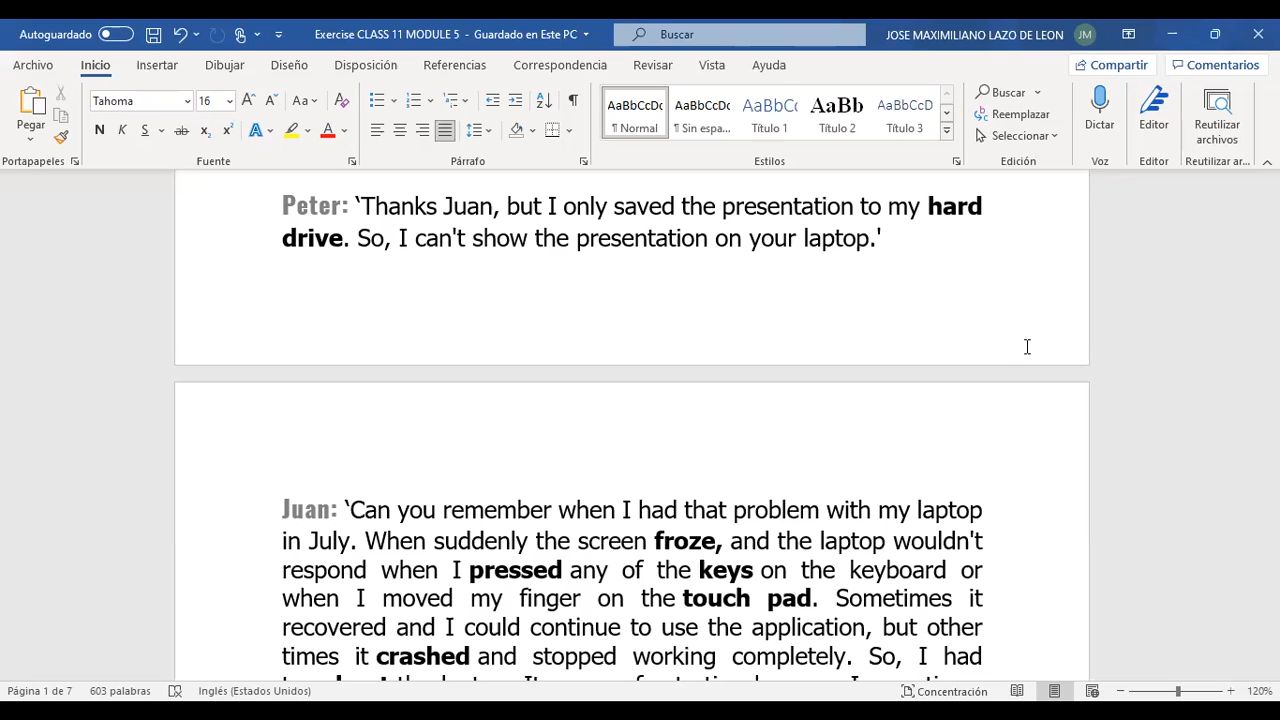 Autoguardado
Exercise CLASS 11 MODULE 5 - Guardado en Este PC
Buscar
JOSE MAXIMILIANO LAZO DE LEON JM
Archivo Inicio Insertar Dibujar Diseño Disposición Referencias Correspondencia Revisar Vista Ayuda Compartir Comentarios
Pegar
Tahoma 16
Aa
N K S ab x₂ x² A A
AaBbCcDc AaBbCcDc AaBbCc AaBb AaBbCcD
¶ Normal ¶ Sin espa... Título 1 Título 2 Título 3
Buscar
Reemplazar
Seleccionar
Dictar
Editor
Reutilizar archivos
Portapapeles Fuente Párrafo Estilos Edición Voz Editor Reutilizar ar...
Peter: ‘Thanks Juan, but I only saved the presentation to my hard
drive. So, I can't show the presentation on your laptop.'
Juan: ‘Can you remember when I had that problem with my laptop
in July. When suddenly the screen froze, and the laptop wouldn't
respond when I pressed any of the keys on the keyboard or
when I moved my finger on the touch pad. Sometimes it
recovered and I could continue to use the application, but other
times it crashed and stopped working completely. So, I had
Página 1 de 7 603 palabras Inglés (Estados Unidos) Concentración 120%